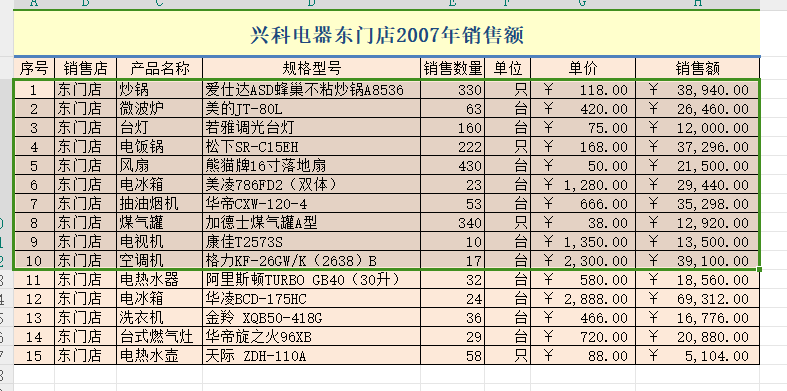 A B C D E F G H
兴科电器东门店2007年销售额
序号 销售店 产品名称 规格型号 销售数量 单位 单价 销售额
1 东门店 炒锅 爱仕达ASD蜂巢不粘炒锅A8536 330 只 ¥ 118.00 ¥ 38,940.00
2 东门店 微波炉 美的JT-80L 63 台 ¥ 420.00 ¥ 26,460.00
3 东门店 台灯 若雅调光台灯 160 台 ¥ 75.00 ¥ 12,000.00
4 东门店 电饭锅 松下SR-C15EH 222 只 ¥ 168.00 ¥ 37,296.00
5 东门店 风扇 熊猫牌16寸落地扇 430 台 ¥ 50.00 ¥ 21,500.00
6 东门店 电冰箱 美凌786FD2（双体） 23 台 ¥ 1,280.00 ¥ 29,440.00
7 东门店 抽油烟机 华帝CXW-120-4 53 台 ¥ 666.00 ¥ 35,298.00
8 东门店 煤气罐 加德士煤气罐A型 340 只 ¥ 38.00 ¥ 12,920.00
9 东门店 电视机 康佳T2573S 10 台 ¥ 1,350.00 ¥ 13,500.00
10 东门店 空调机 格力KF-26GW/K（2638）B 17 台 ¥ 2,300.00 ¥ 39,100.00
11 东门店 电热水器 阿里斯顿TURBO GB40（30升） 32 台 ¥ 580.00 ¥ 18,560.00
12 东门店 电冰箱 华凌BCD-175HC 24 台 ¥ 2,888.00 ¥ 69,312.00
13 东门店 洗衣机 金羚 XQB50-418G 36 台 ¥ 466.00 ¥ 16,776.00
14 东门店 台式燃气灶 华帝旋之火96XB 29 台 ¥ 720.00 ¥ 20,880.00
15 东门店 电热水壶 天际 ZDH-110A 58 只 ¥ 88.00 ¥ 5,104.00